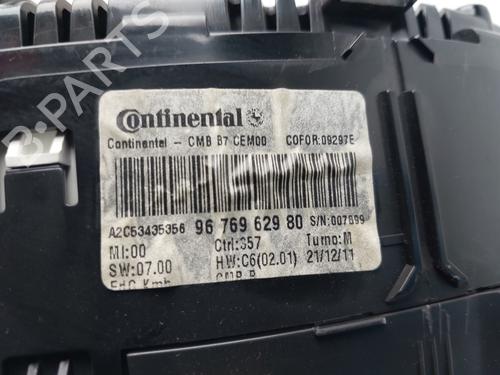 Continental
Continental - CMB B7 CEM00 COFOR:09297E
A2C53435356 96 769 629 80 S/N:007699
MI:00 Ctrl:357 Turno:M
SW:07.00 HW:C6(02.01) 21/12/11
B-PARTS